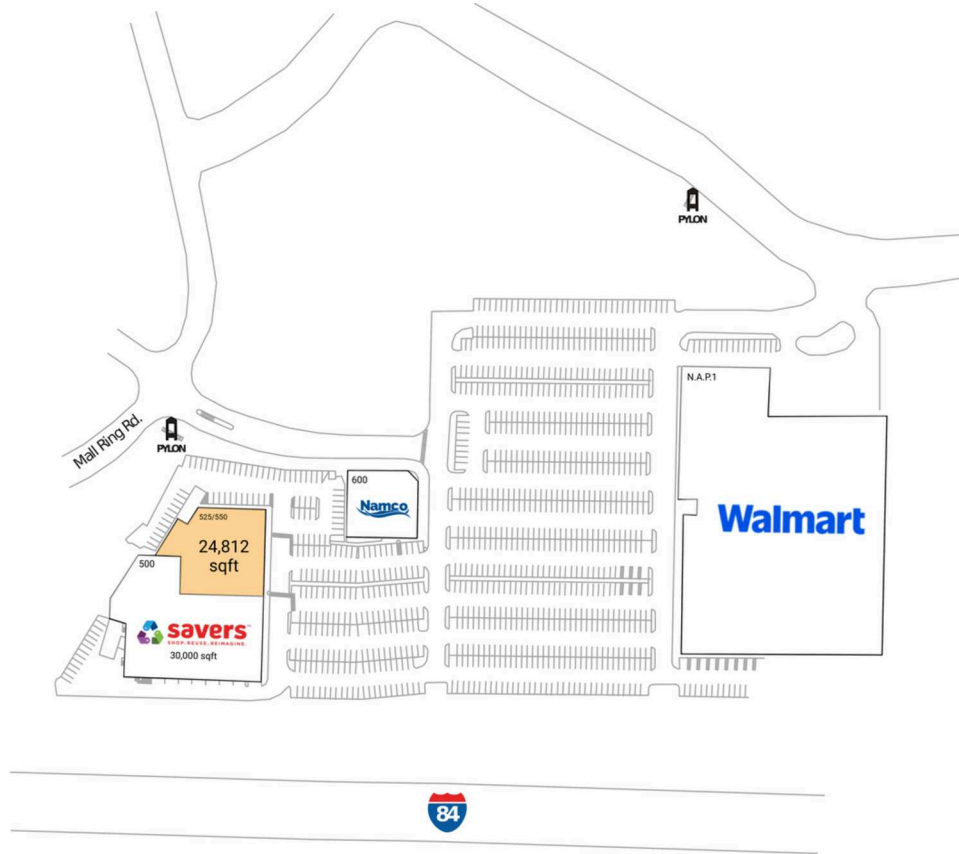 PYLON
N.A.P.1
Walmart
Mall Ring Rd.
PYLON
600
Namco
525/550
24,812
sqft
500
savers™
SHOP. REUSE. REIMAGINE.
30,000 sqft
84